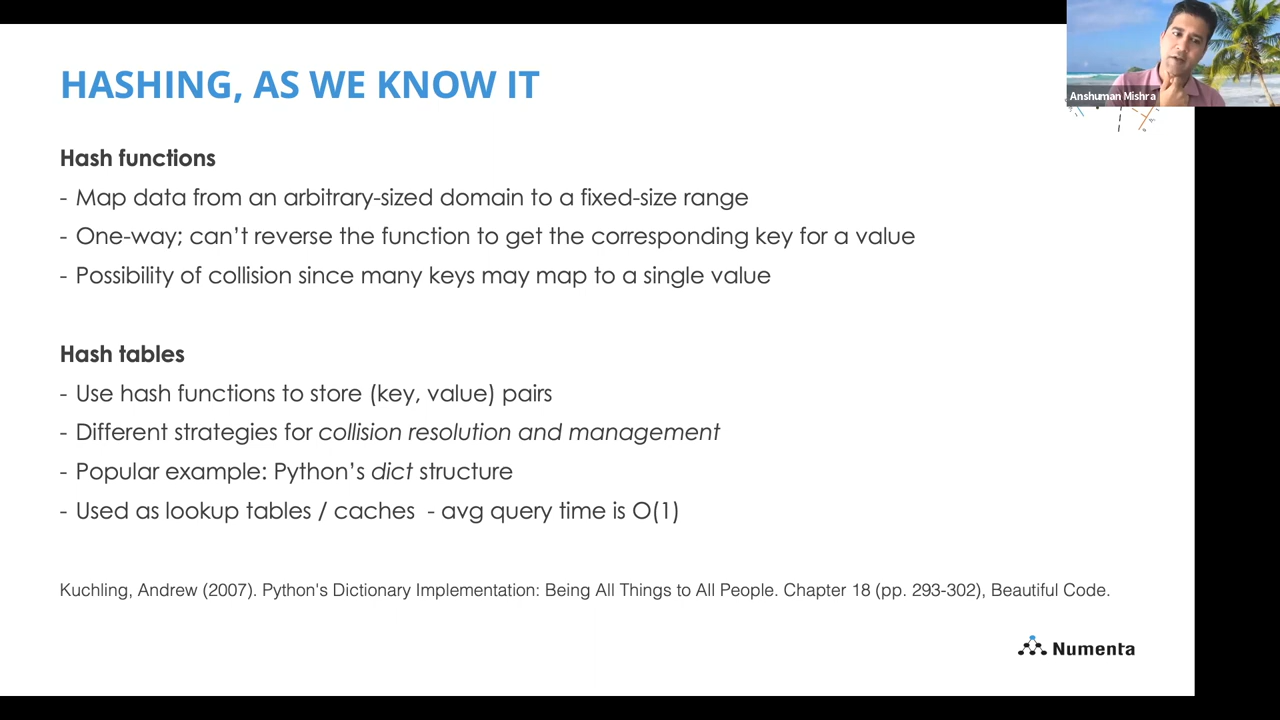 HASHING, AS WE KNOW IT
Anshuman Mishra
Hash functions
- Map data from an arbitrary-sized domain to a fixed-size range
- One-way; can’t reverse the function to get the corresponding key for a value
- Possibility of collision since many keys may map to a single value
Hash tables
- Use hash functions to store (key, value) pairs
- Different strategies for collision resolution and management
- Popular example: Python’s dict structure
- Used as lookup tables / caches  - avg query time is O(1)
Kuchling, Andrew (2007). Python's Dictionary Implementation: Being All Things to All People. Chapter 18 (pp. 293-302), Beautiful Code.
Numenta